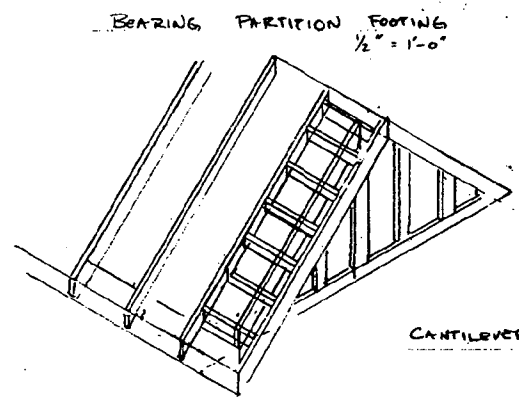 BEARING PARTITION FOOTING
1/2" = 1'-0"
CANTILEVER